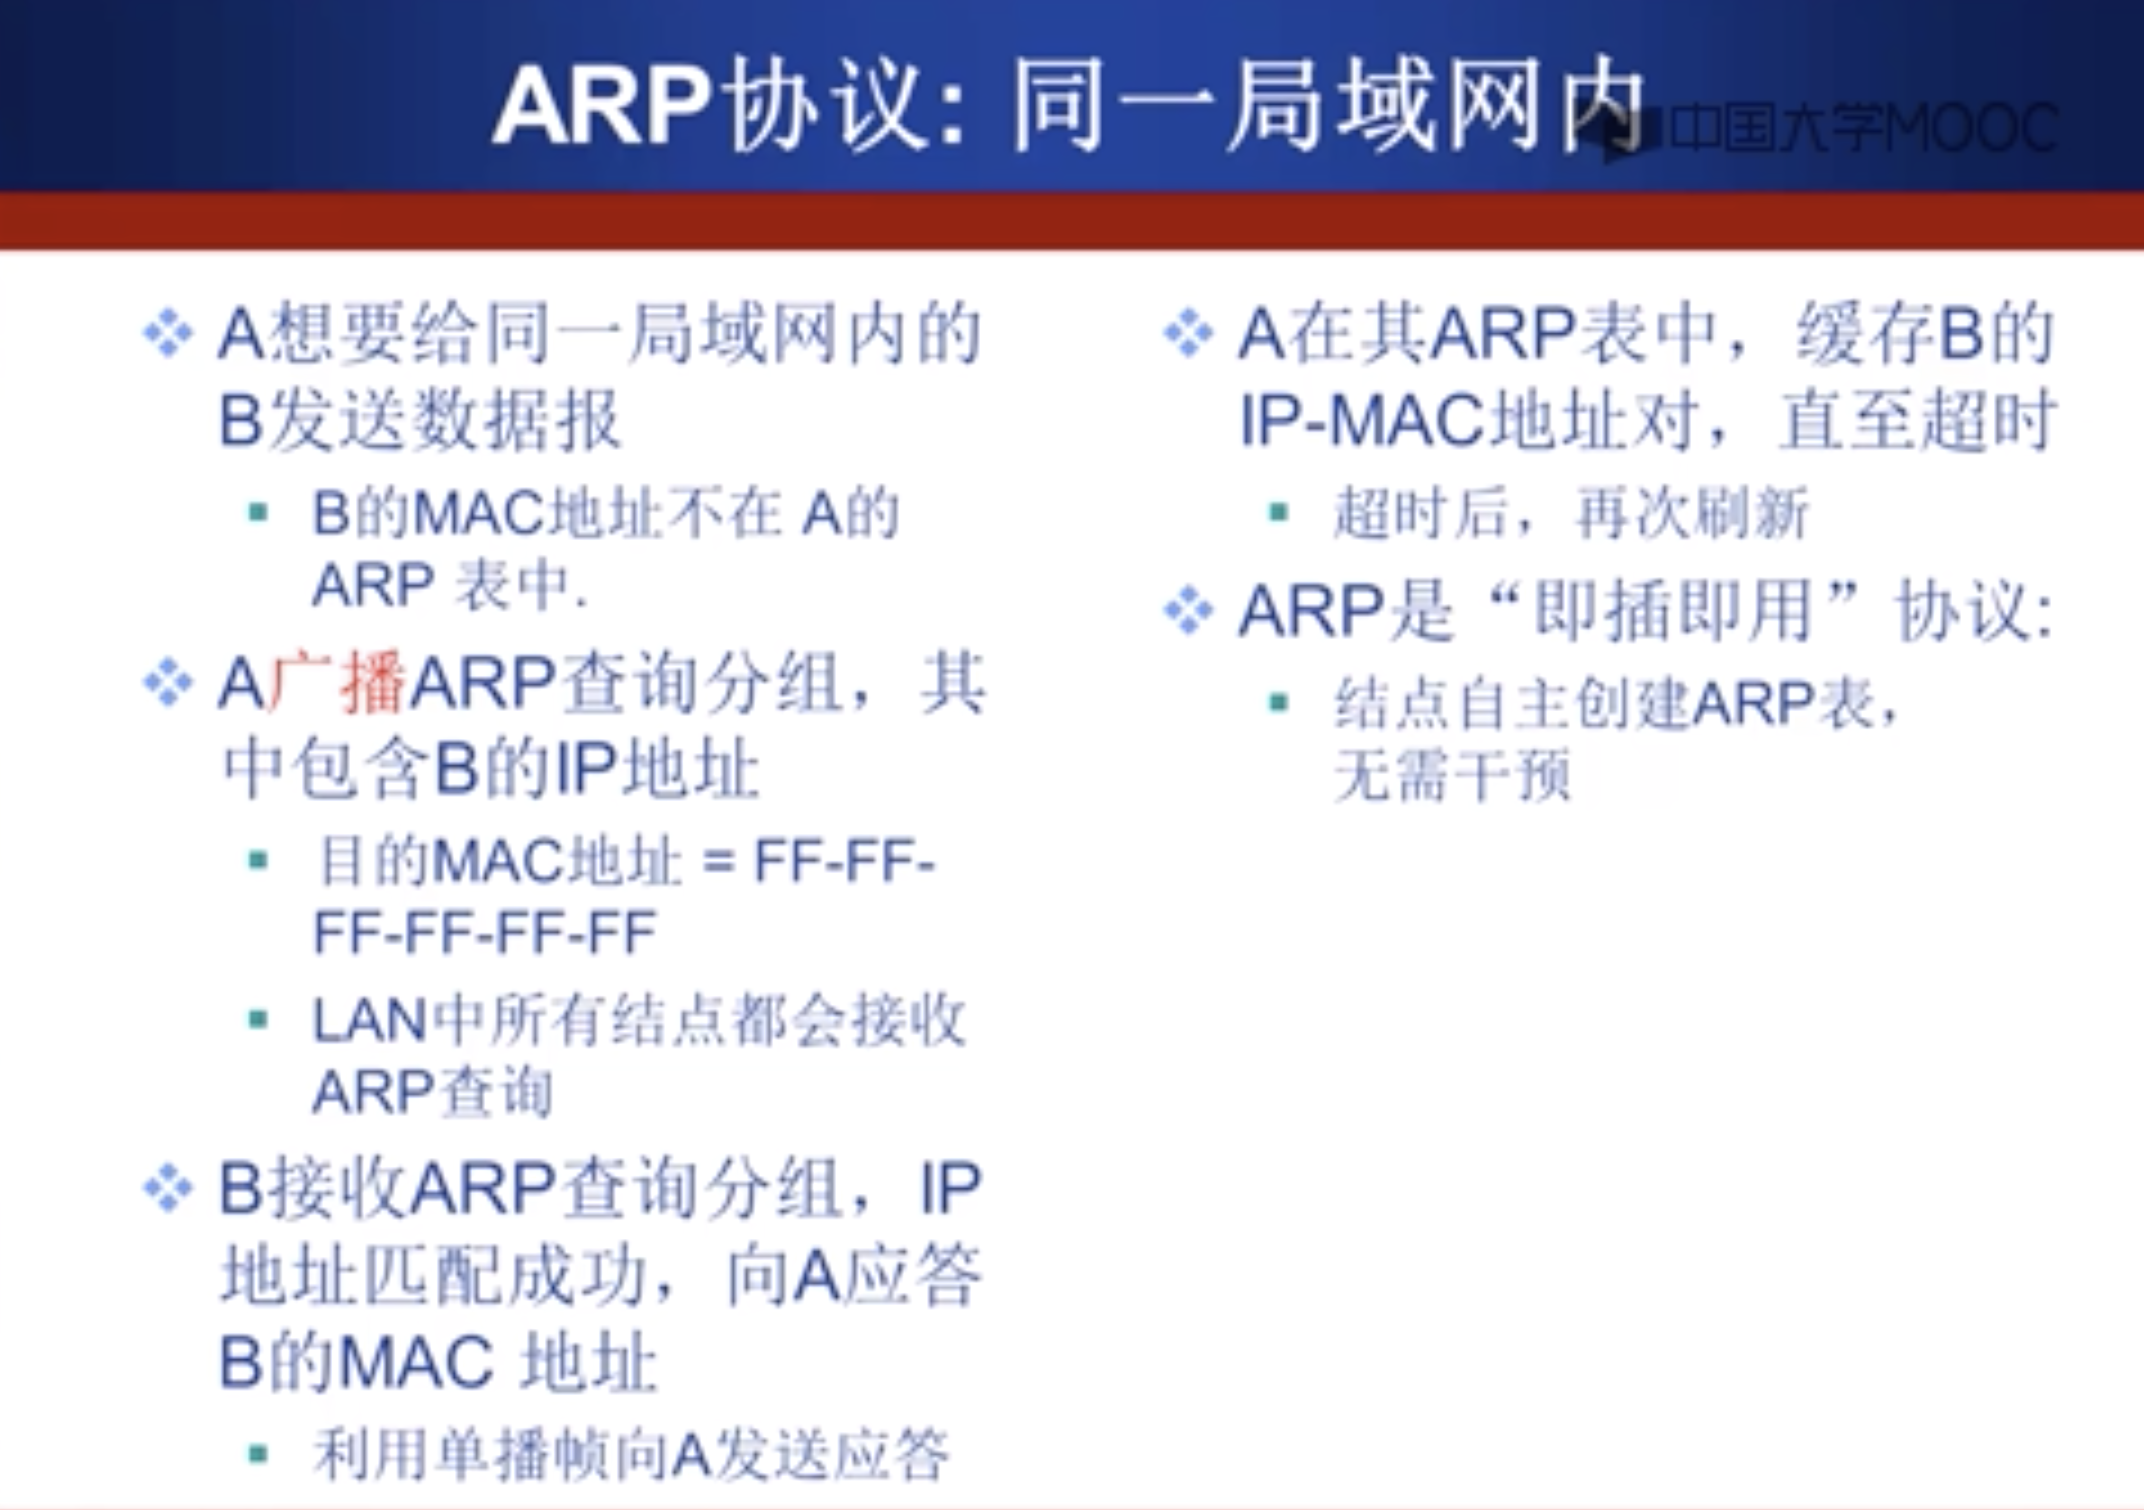 ARP协议: 同一局域网内
中国大学MOOC
A想要给同一局域网内的
B发送数据报
B的MAC地址不在 A的
ARP 表中.
A广播ARP查询分组，其
中包含B的IP地址
目的MAC地址 = FF-FF-
FF-FF-FF-FF
LAN中所有结点都会接收
ARP查询
B接收ARP查询分组，IP
地址匹配成功，向A应答
B的MAC 地址
利用单播帧向A发送应答
A在其ARP表中，缓存B的
IP-MAC地址对，直至超时
超时后，再次刷新
ARP是“即插即用”协议:
结点自主创建ARP表，
无需干预